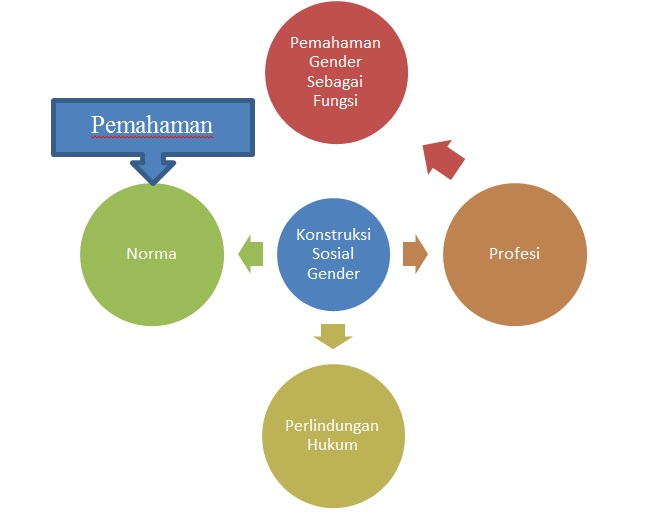 Pemahaman
Gender
Sebagai
Fungsi
Pemahaman
Norma
Konstruksi
Sosial
Gender
Profesi
Perlindungan
Hukum